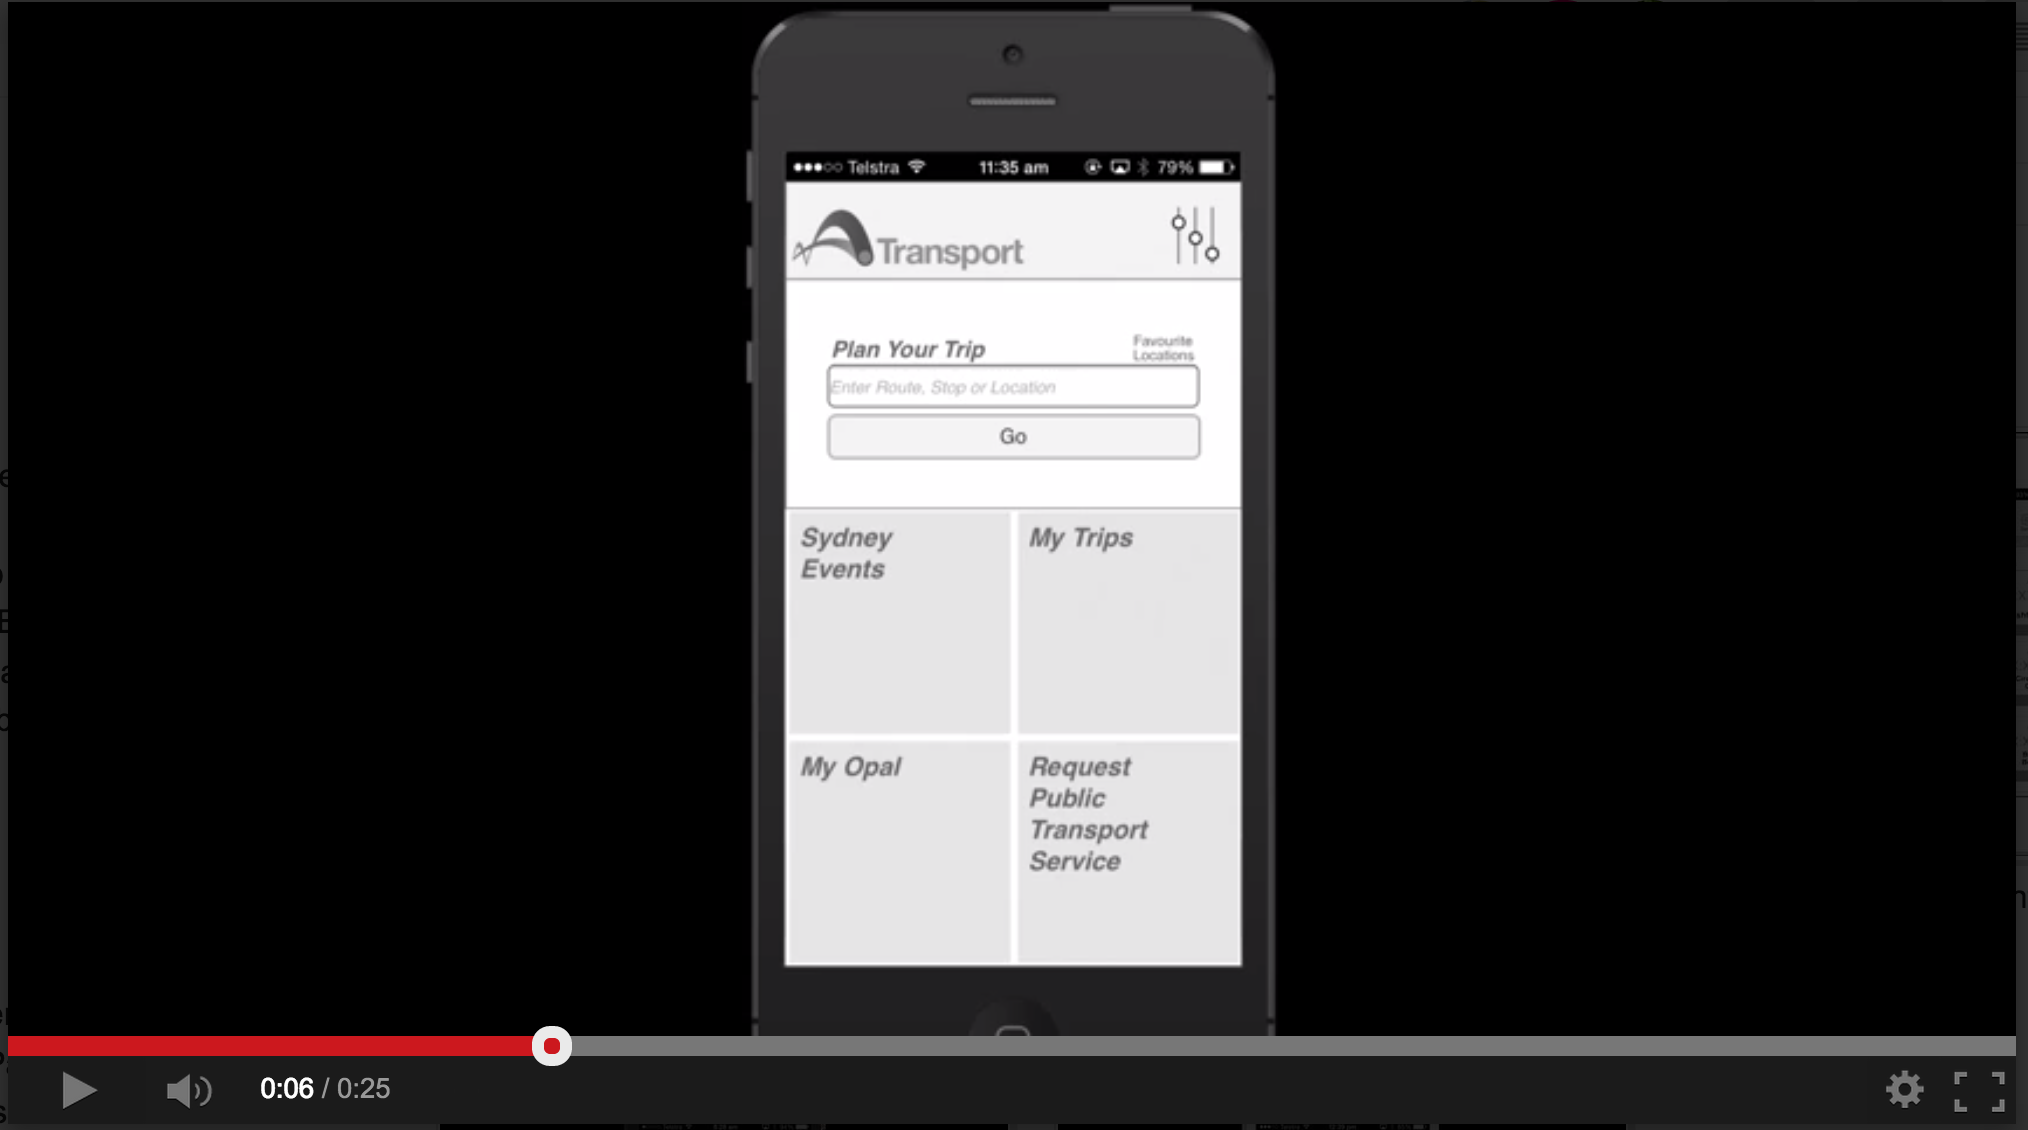 Telstra 11:35 am 79%
Transport
Plan Your Trip
Favourite
Locations
Enter Route, Stop or Location
Go
Sydney
Events
My Trips
My Opal
Request
Public
Transport
Service
0:06 / 0:25